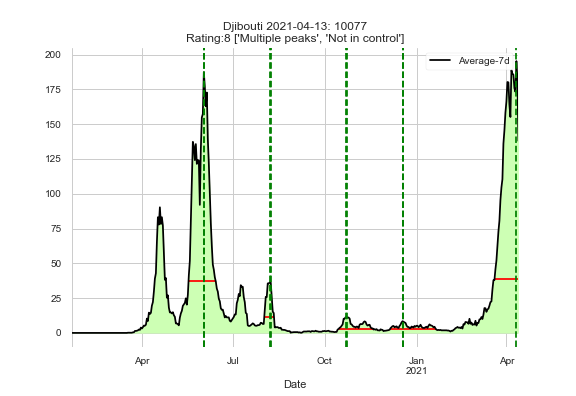 Djibouti 2021-04-13: 10077
Rating:8 ['Multiple peaks', 'Not in control']
Average-7d
200
175
150
125
100
75
50
25
0
Apr
Jul
Oct
Jan
2021
Apr
Date